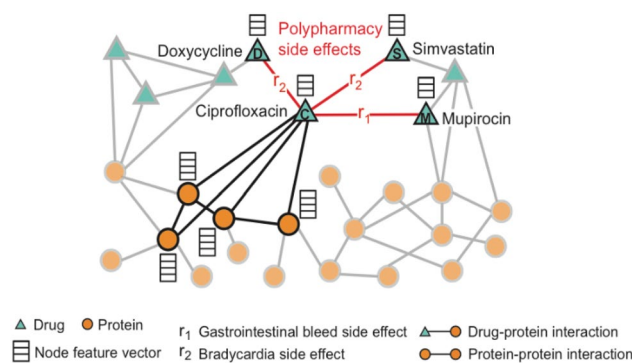 Polypharmacy
side effects
Doxycycline
D
S
Simvastatin
r2
r2
Ciprofloxacin
C
r1
M
Mupirocin
Drug
Protein
r1 Gastrointestinal bleed side effect
Drug-protein interaction
Node feature vector
r2 Bradycardia side effect
Protein-protein interaction